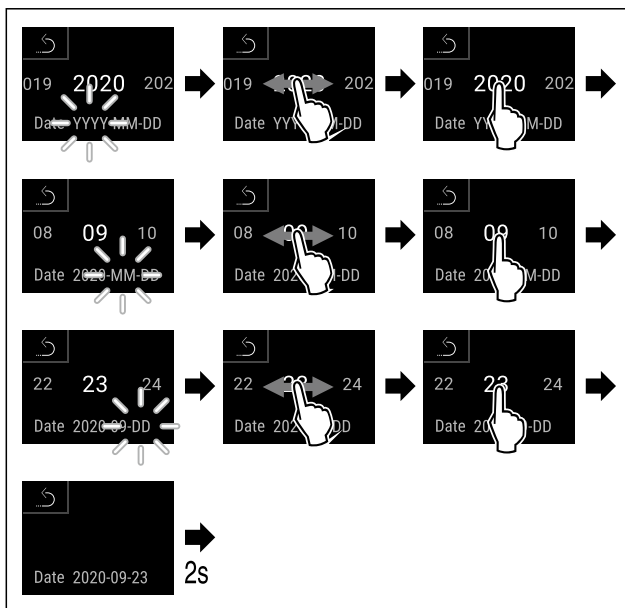 019 2020 202
Date YYYY-MM-DD
019 202
Date YY M-DD
019 2020 202
Date YY M-DD
08 09 10
Date 2020-MM-DD
08 10
Date 202 -DD
08 09 10
Date 20 -DD
22 23 24
Date 2020-09-DD
22 24
Date 202 DD
22 23 24
Date 20 -DD
Date 2020-09-23
2s